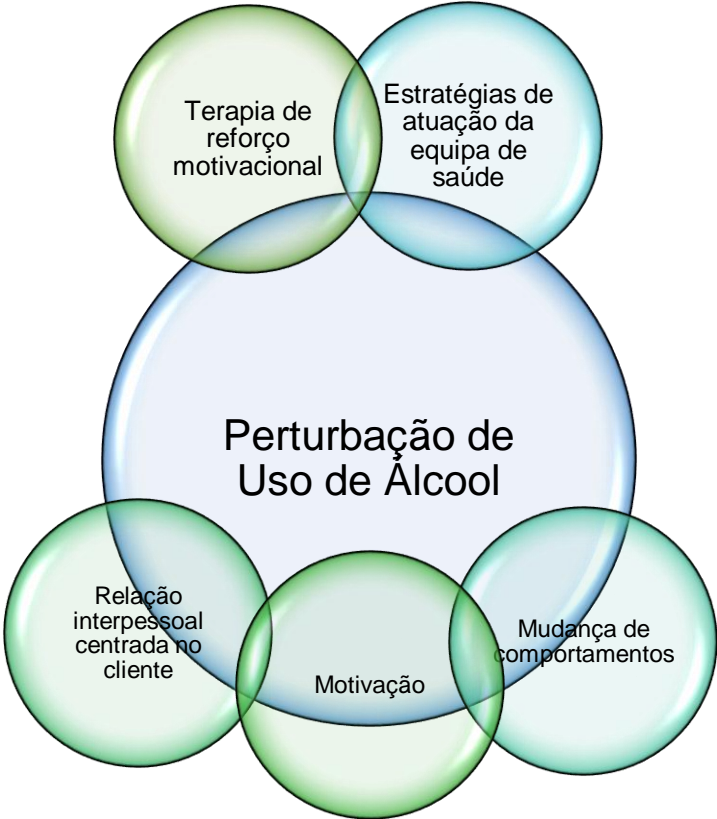 Terapia de
reforço
motivacional
Estratégias de
atuação da
equipa de
saúde
Perturbação de
Uso de Álcool
Relação
interpessoal
centrada no
cliente
Motivação
Mudança de
comportamentos